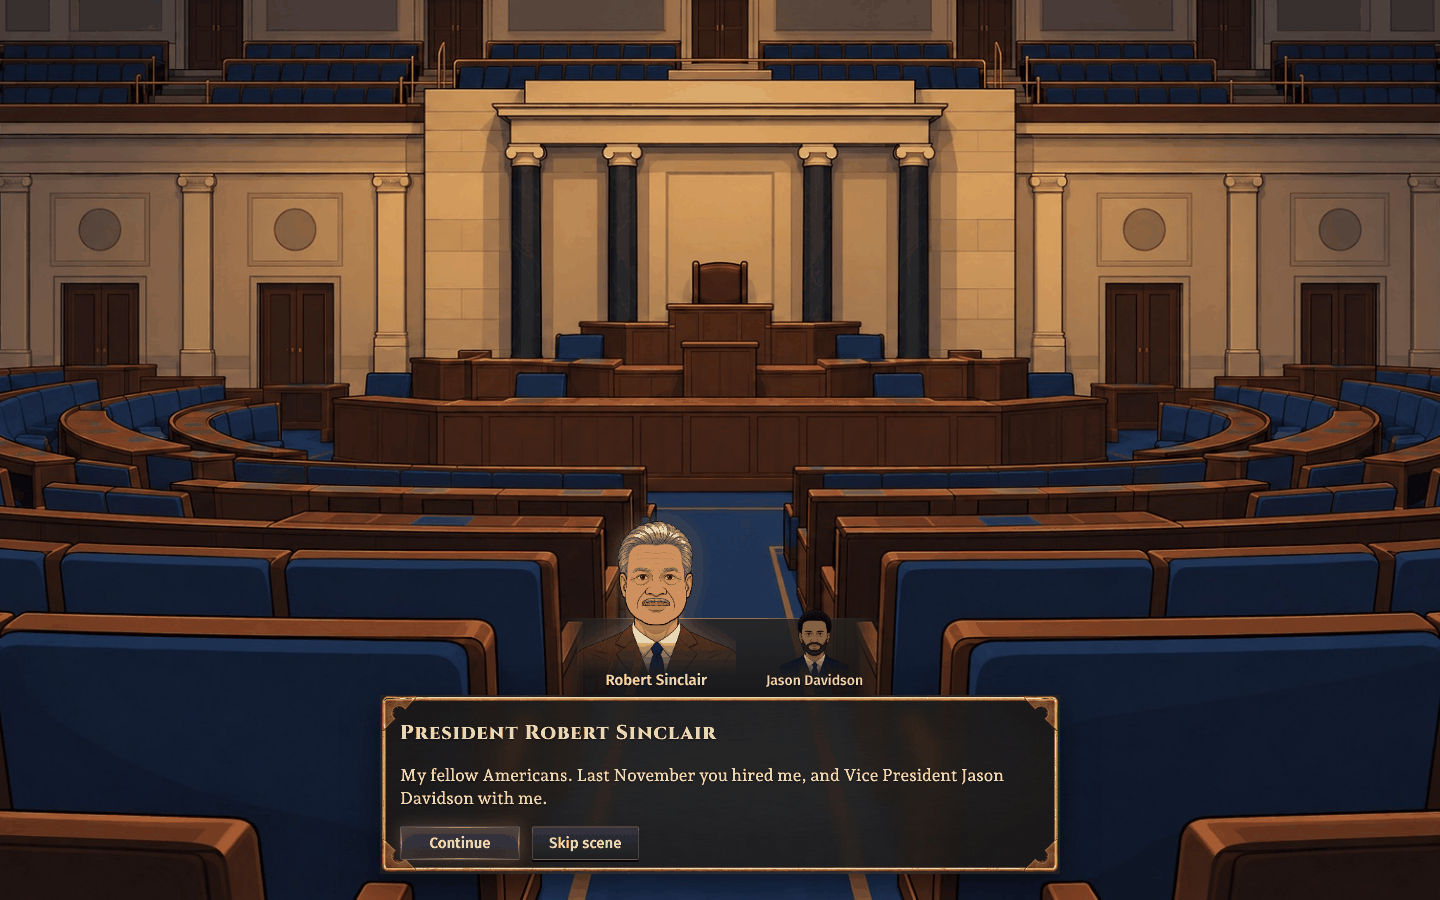 Robert Sinclair
Jason Davidson
President Robert Sinclair
My fellow Americans. Last November you hired me, and Vice President Jason
Davidson with me.
Continue
Skip scene